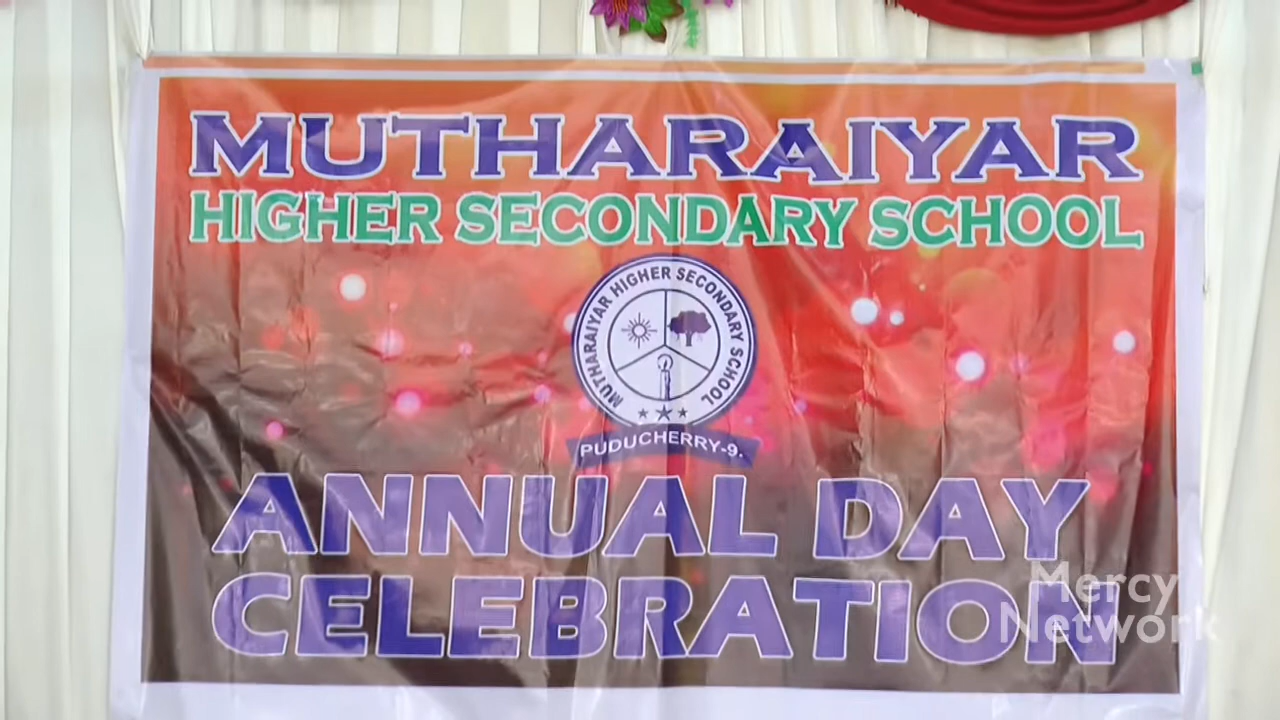 MUTHARAIYAR
HIGHER SECONDARY SCHOOL
MUTHARAIYAR HIGHER SECONDARY SCHOOL
PUDUCHERRY-9.
ANNUAL DAY
CELEBRATION
Mercy
Network